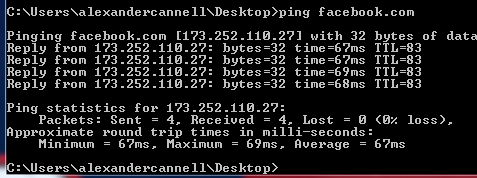 C:\Users\alexandercannell\Desktop>ping facebook.com
Pinging facebook.com [173.252.110.27] with 32 bytes of data
Reply from 173.252.110.27: bytes=32 time=67ms TTL=83
Reply from 173.252.110.27: bytes=32 time=67ms TTL=83
Reply from 173.252.110.27: bytes=32 time=69ms TTL=83
Reply from 173.252.110.27: bytes=32 time=68ms TTL=83
Ping statistics for 173.252.110.27:
Packets: Sent = 4, Received = 4, Lost = 0 (0% loss),
Approximate round trip times in milli-seconds:
Minimum = 67ms, Maximum = 69ms, Average = 67ms
C:\Users\alexandercannell\Desktop>